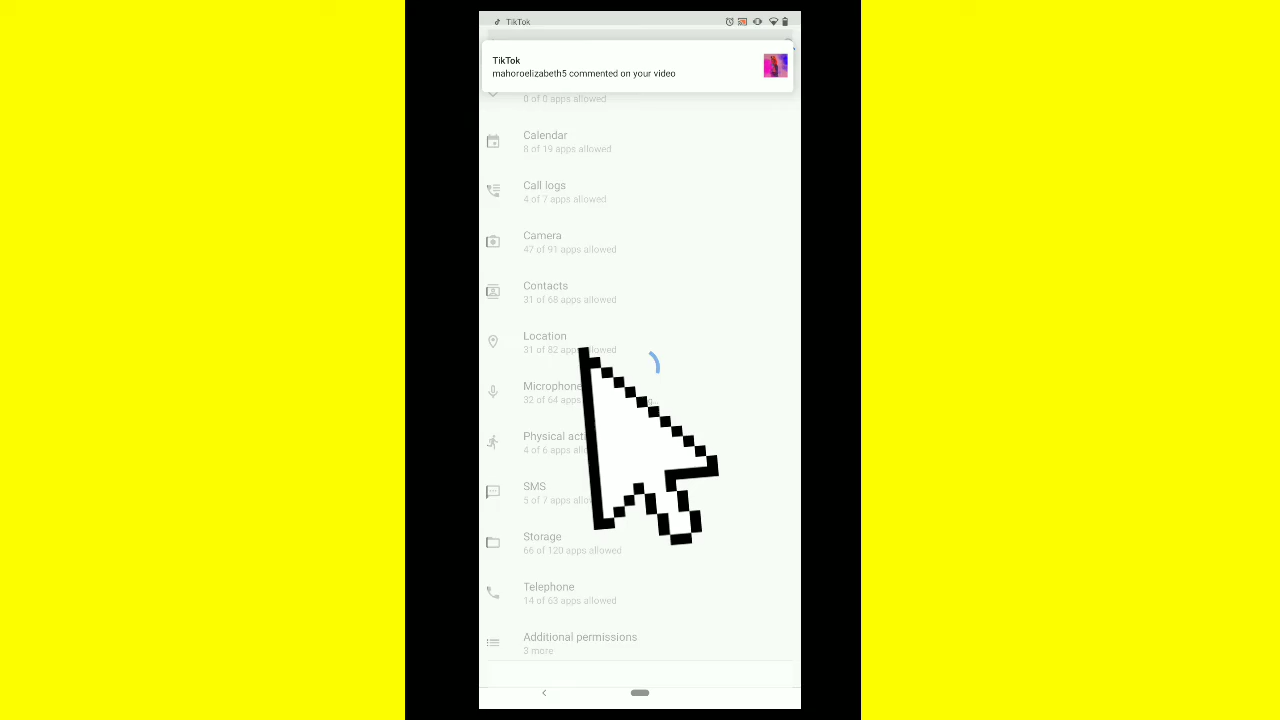 TikTok
TikTok
mahoroelizabeth5 commented on your video
0 of 0 apps allowed
Calendar
8 of 19 apps allowed
Call logs
4 of 7 apps allowed
Camera
47 of 91 apps allowed
Contacts
31 of 68 apps allowed
Location
31 of 82 apps allowed
Microphone
32 of 64 apps
Physical
4 of 6 apps
SMS
5 of 7 apps
Storage
66 of 120 apps allowed
Telephone
14 of 63 apps allowed
Additional permissions
3 more